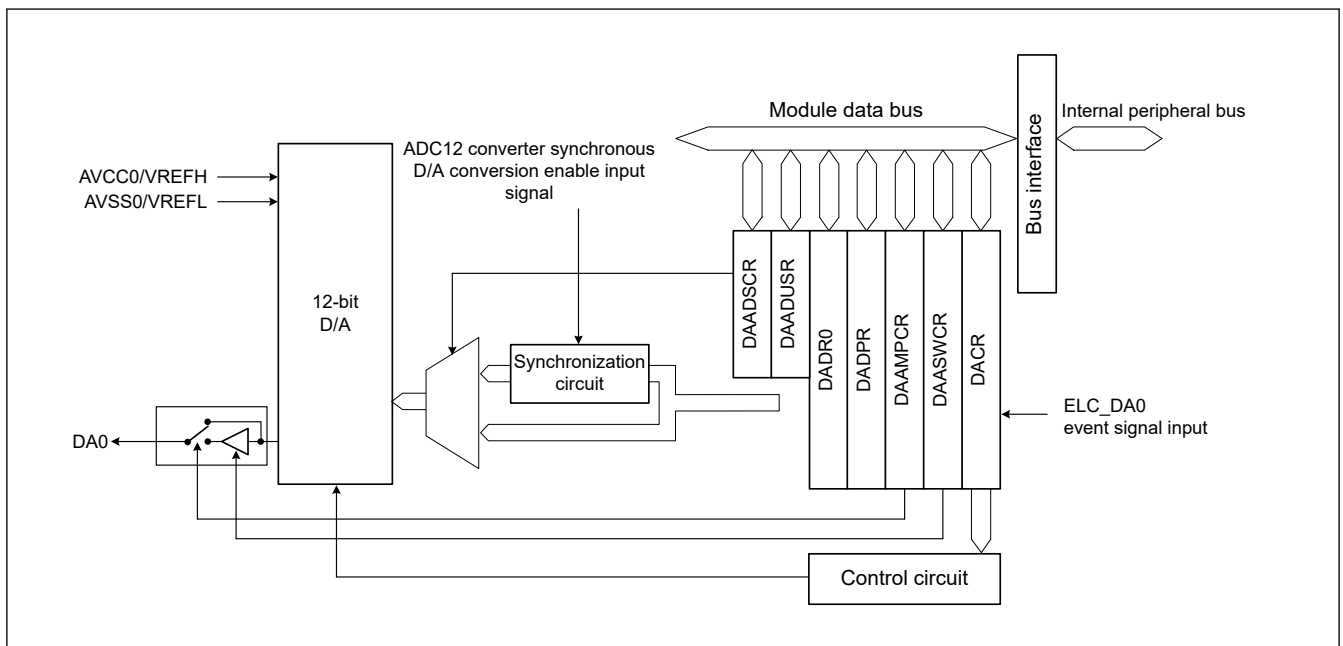 Module data bus
Internal peripheral bus
Bus interface
ADC12 converter synchronous
D/A conversion enable input
signal
AVCC0/VREFH
AVSS0/VREFL
12-bit
D/A
Synchronization
circuit
DAADSCR
DAADUSR
DADR0
DADPR
DAAMPCR
DAASWCR
DACR
ELC_DA0
event signal input
DA0
Control circuit